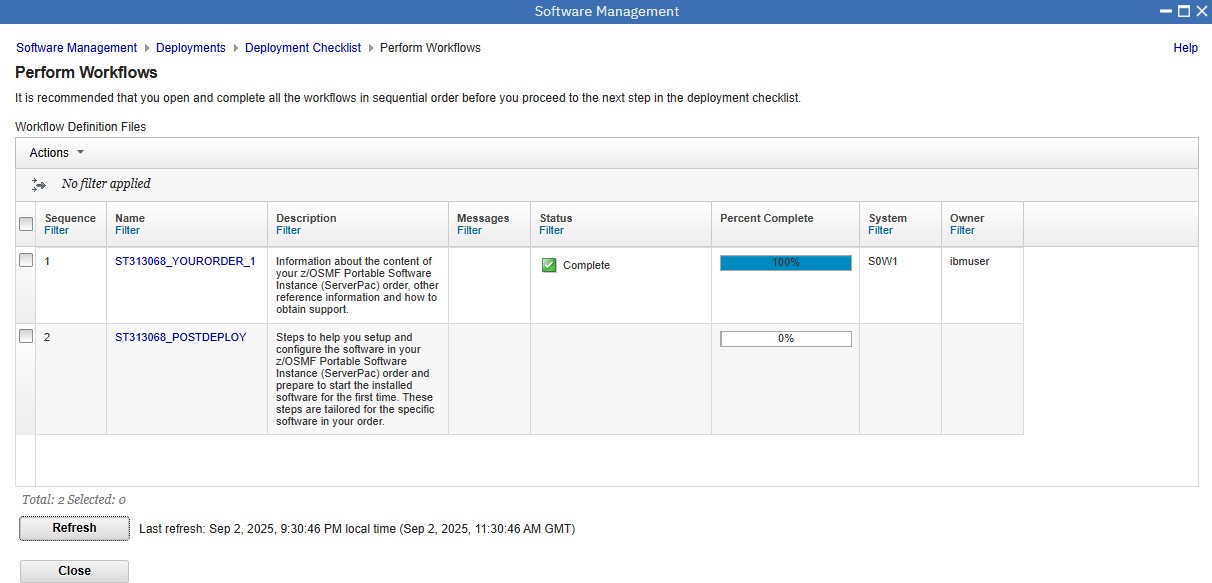 Software Management
Software Management Deployments Deployment Checklist Perform Workflows Help
Perform Workflows
It is recommended that you open and complete all the workflows in sequential order before you proceed to the next step in the deployment checklist.
Workflow Definition Files
Actions
No filter applied
Sequence Name Description Messages Status Percent Complete System Owner
Filter Filter Filter Filter Filter Filter Filter
1 ST313068_YOURORDER_1 Information about the content of Complete 100% S0W1 ibmuser
your z/OSMF Portable Software
Instance (ServerPac) order, other
reference information and how to
obtain support.
2 ST313068_POSTDEPLOY Steps to help you setup and 0%
configure the software in your
z/OSMF Portable Software
Instance (ServerPac) order and
prepare to start the installed
software for the first time. These
steps are tailored for the specific
software in your order.
Total: 2 Selected: 0
Refresh Last refresh: Sep 2, 2025, 9:30:46 PM local time (Sep 2, 2025, 11:30:46 AM GMT)
Close